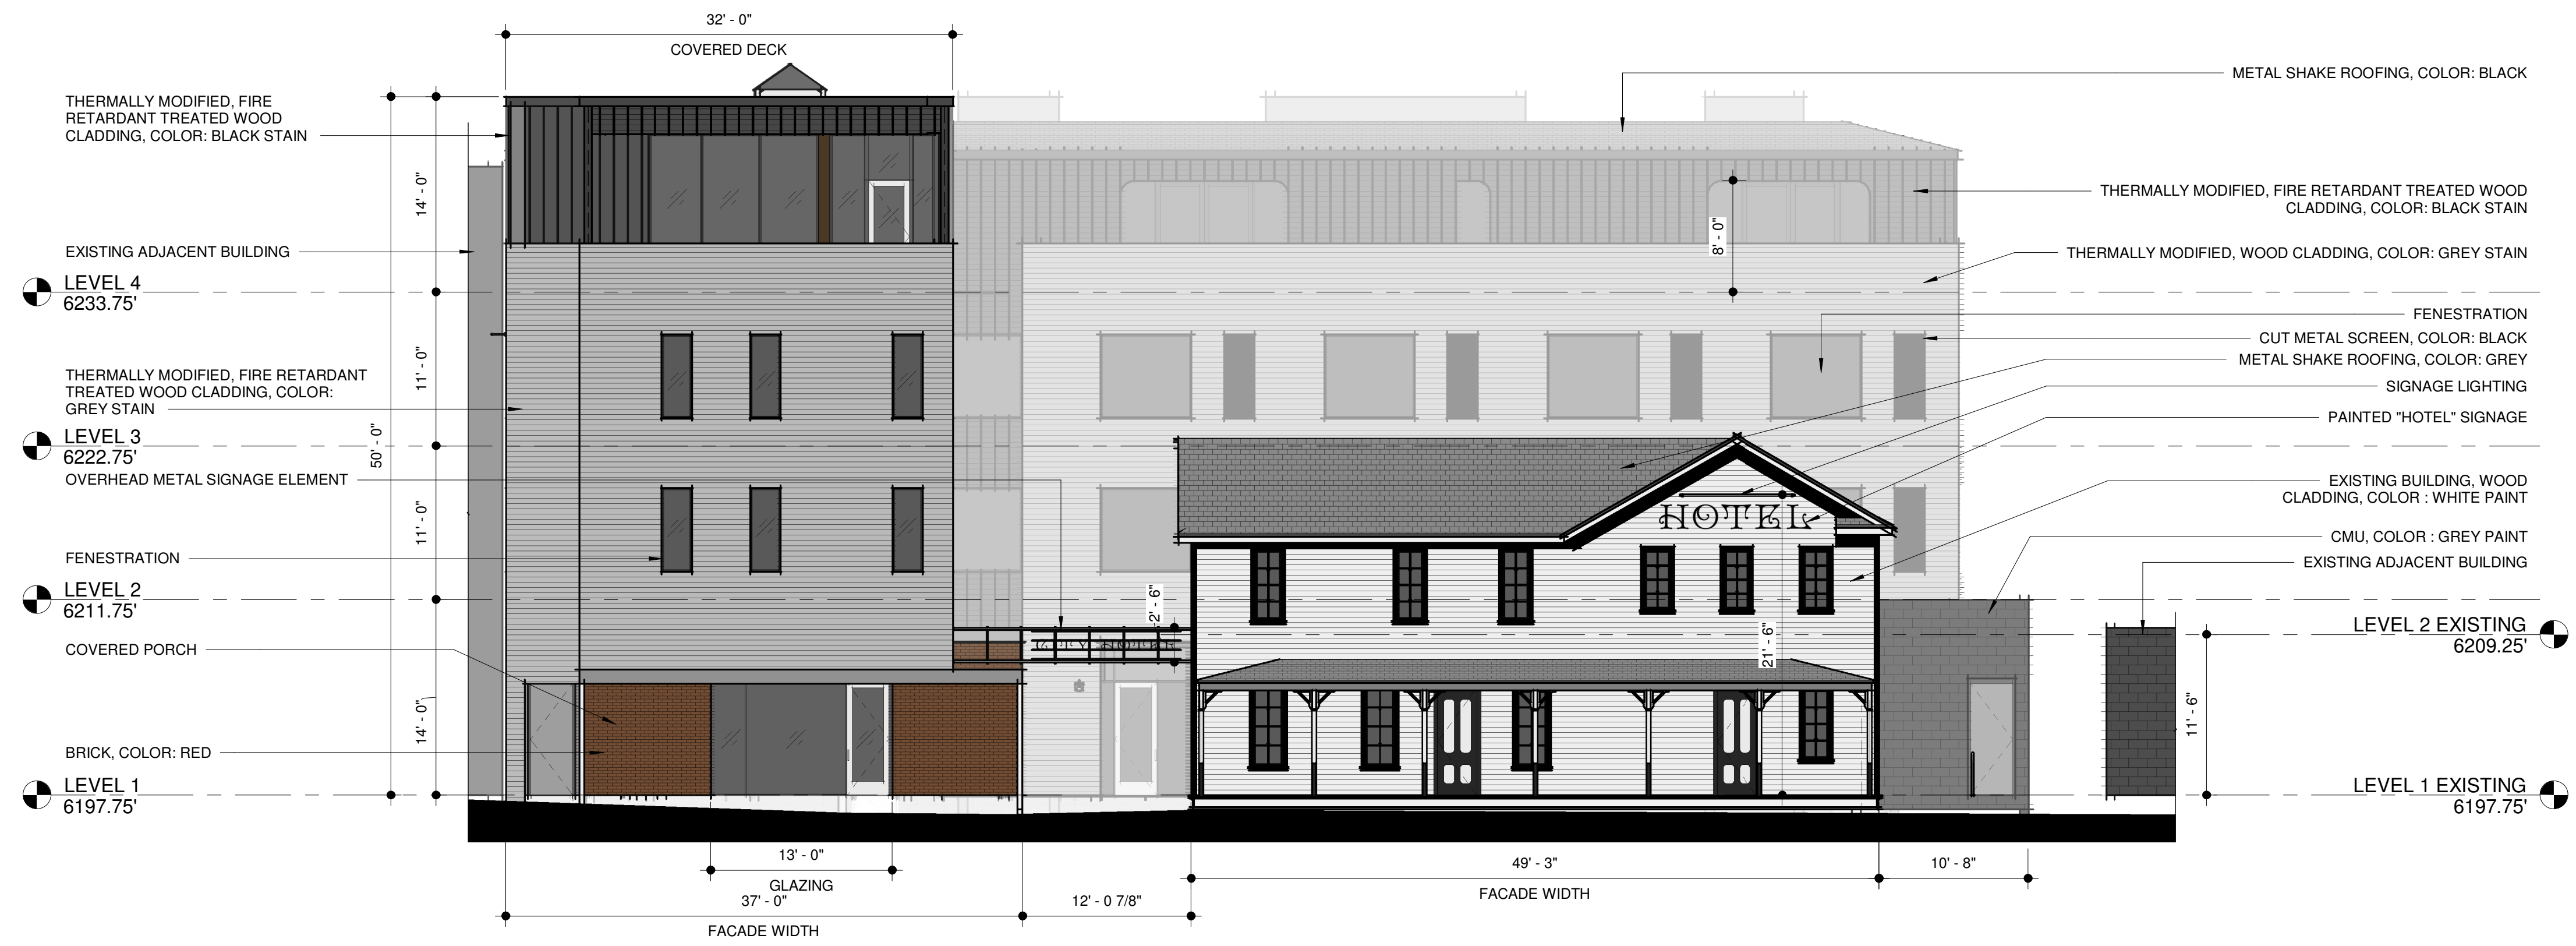 32' - 0"
COVERED DECK
THERMALLY MODIFIED, FIRE
RETARDANT TREATED WOOD
CLADDING, COLOR: BLACK STAIN
EXISTING ADJACENT BUILDING
LEVEL 4
6233.75'
THERMALLY MODIFIED, FIRE RETARDANT
TREATED WOOD CLADDING, COLOR:
GREY STAIN
LEVEL 3
6222.75'
OVERHEAD METAL SIGNAGE ELEMENT
FENESTRATION
LEVEL 2
6211.75'
COVERED PORCH
BRICK, COLOR: RED
LEVEL 1
6197.75'
50' - 0"
14' - 0"
11' - 0"
11' - 0"
14' - 0"
8' - 0"
2' - 6"
21' - 6"
HOTEL
HOTEL
METAL SHAKE ROOFING, COLOR: BLACK
THERMALLY MODIFIED, FIRE RETARDANT TREATED WOOD
CLADDING, COLOR: BLACK STAIN
THERMALLY MODIFIED, WOOD CLADDING, COLOR: GREY STAIN
FENESTRATION
CUT METAL SCREEN, COLOR: BLACK
METAL SHAKE ROOFING, COLOR: GREY
SIGNAGE LIGHTING
PAINTED "HOTEL" SIGNAGE
EXISTING BUILDING, WOOD
CLADDING, COLOR : WHITE PAINT
CMU, COLOR : GREY PAINT
EXISTING ADJACENT BUILDING
LEVEL 2 EXISTING
6209.25'
11' - 6"
LEVEL 1 EXISTING
6197.75'
13' - 0"
GLAZING
37' - 0"
FACADE WIDTH
12' - 0 7/8"
49' - 3"
FACADE WIDTH
10' - 8"